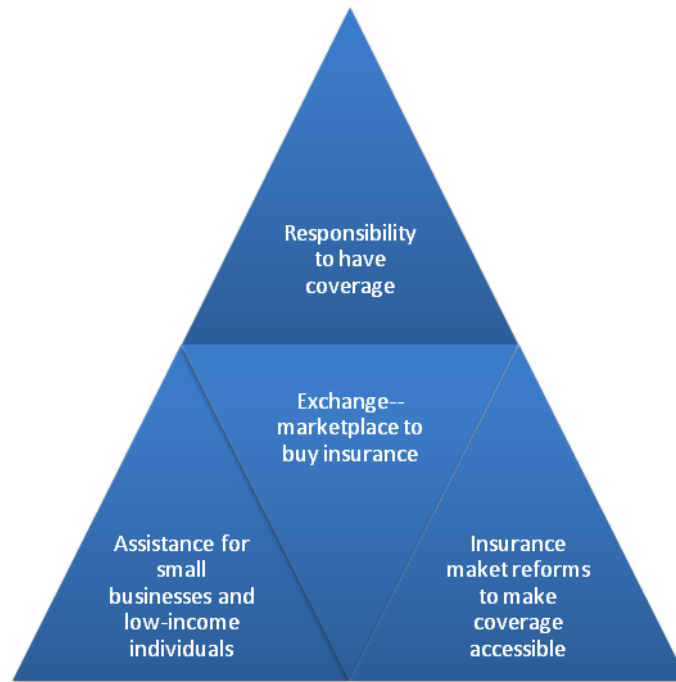 Responsibility
to have
coverage
Exchange--
marketplace to
buy insurance
Assistance for
small
businesses and
low-income
individuals
Insurance
maket reforms
to make
coverage
accessible